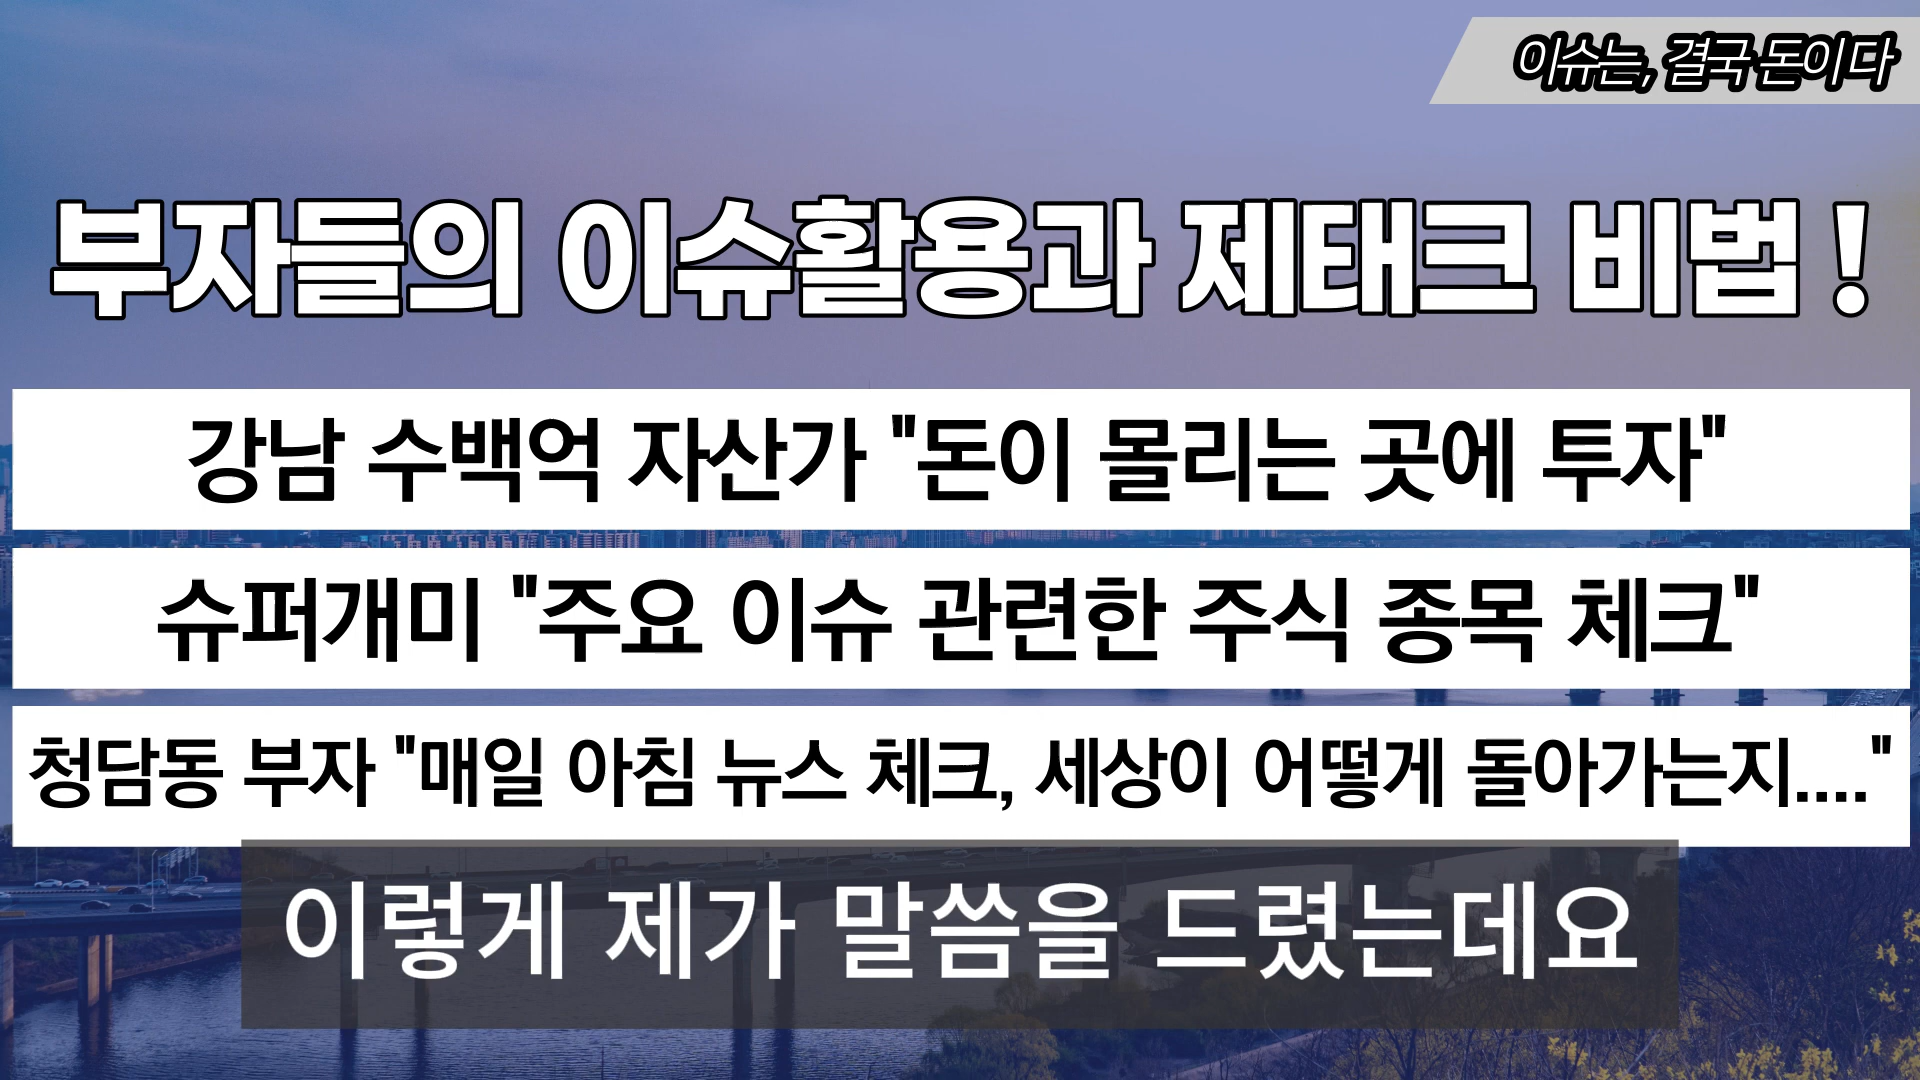 이슈는, 결국 돈이다
부자들의 이슈활용과 제태크 비법 !
강남 수백억 자산가 "돈이 몰리는 곳에 투자"
슈퍼개미 "주요 이슈 관련한 주식 종목 체크"
청담동 부자 "매일 아침 뉴스 체크, 세상이 어떻게 돌아가는지...."
이렇게 제가 말씀을 드렸는데요